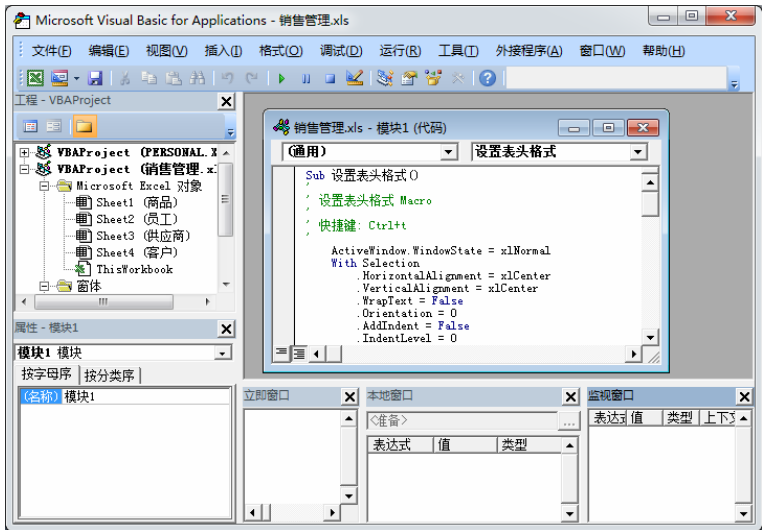 Microsoft Visual Basic for Applications - 销售管理.xls
文件(F) 编辑(E) 视图(V) 插入(I) 格式(O) 调试(D) 运行(R) 工具(T) 外接程序(A) 窗口(W) 帮助(H)
工程 - VBAProject
VBAProject (PERSONAL.X
VBAProject (销售管理.x
Microsoft Excel 对象
Sheet1 (商品)
Sheet2 (员工)
Sheet3 (供应商)
Sheet4 (客户)
ThisWorkbook
窗体
属性 - 模块1
模块1 模块
按字母序 按分类序
(名称) 模块1
销售管理.xls - 模块1 (代码)
(通用) 设置表头格式
Sub 设置表头格式()
'
' 设置表头格式 Macro
'
' 快捷键: Ctrl+t
'
ActiveWindow.WindowState = xlNormal
With Selection
.HorizontalAlignment = xlCenter
.VerticalAlignment = xlCenter
.WrapText = False
.Orientation = 0
.AddIndent = False
.IndentLevel = 0
立即窗口
本地窗口
<准备>
...
表达式 值 类型
监视窗口
表达式 值 类型 上下文